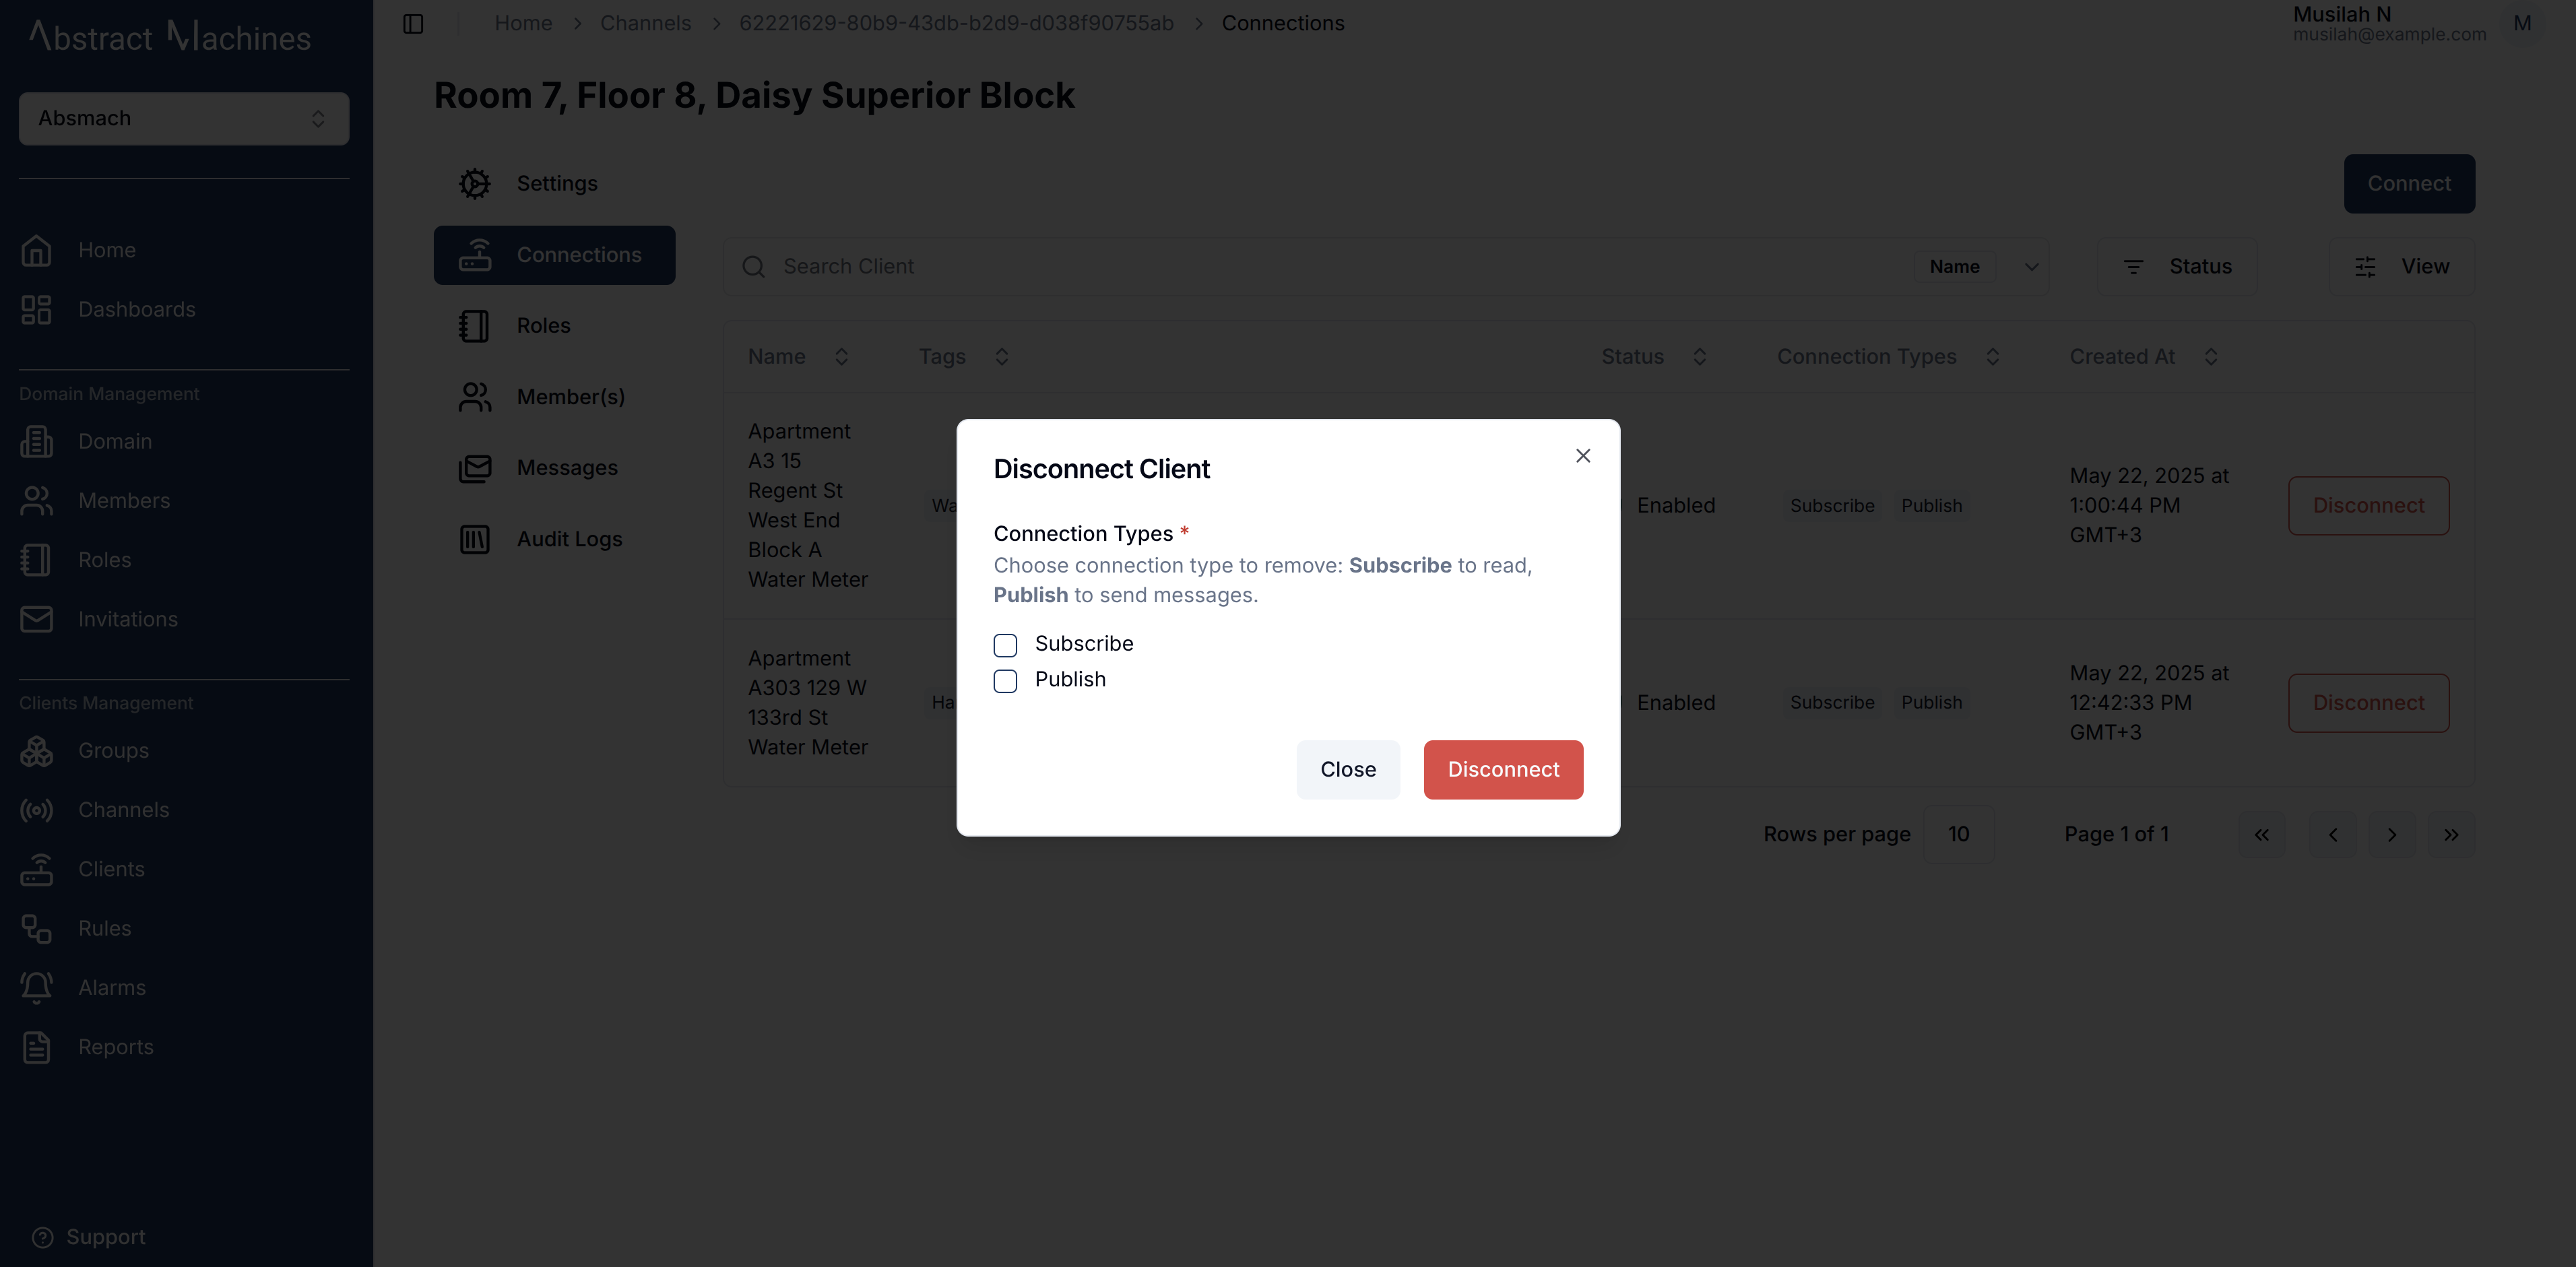 Abstract Machines
Absmach
Home
Dashboards
Domain Management
Domain
Members
Roles
Invitations
Clients Management
Groups
Channels
Clients
Rules
Alarms
Reports
Support
Home > Channels > 62221629-80b9-43db-b2d9-d038f90755ab > Connections
Musilah N
musilah@example.com
M
Room 7, Floor 8, Daisy Superior Block
Settings
Connections
Roles
Member(s)
Messages
Audit Logs
Connect
Search Client
Name
Status
View
Name Tags Status Connection Types Created At
Apartment
A3 15
Regent St
West End
Block A
Water Meter
Wa
Enabled
Subscribe Publish
May 22, 2025 at
1:00:44 PM
GMT+3
Disconnect
Apartment
A303 129 W
133rd St
Water Meter
Ha
Enabled
Subscribe Publish
May 22, 2025 at
12:42:33 PM
GMT+3
Disconnect
Rows per page 10
Page 1 of 1
Disconnect Client
Connection Types *
Choose connection type to remove: Subscribe to read,
Publish to send messages.
Subscribe
Publish
Close
Disconnect